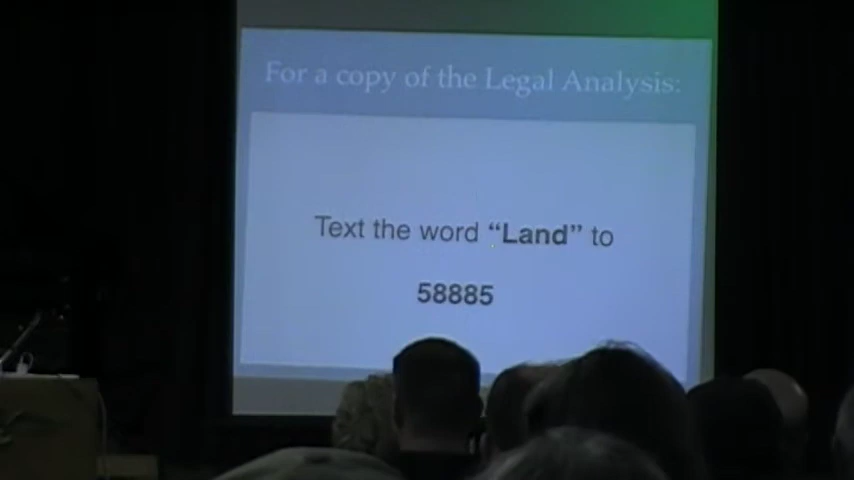 For a copy of the Legal Analysis:
Text the word “Land” to
58885